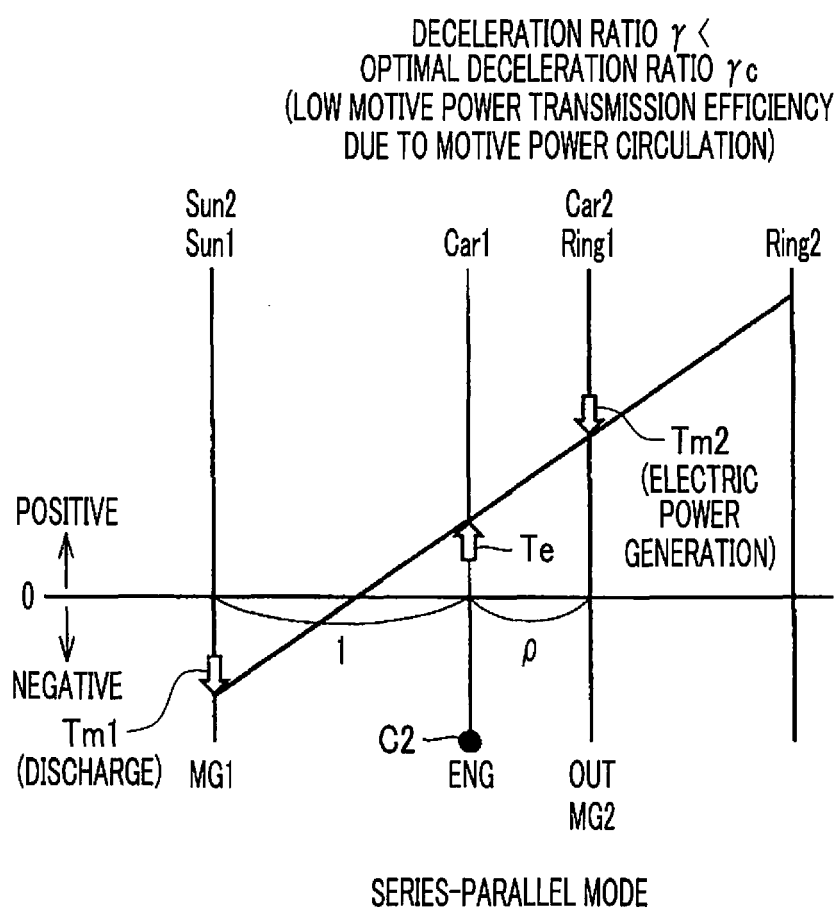 DECELERATION RATIO γ <
OPTIMAL DECELERATION RATIO γc
(LOW MOTIVE POWER TRANSMISSION EFFICIENCY
DUE TO MOTIVE POWER CIRCULATION)
Sun2
Sun1
Car1
Car2
Ring1
Ring2
Tm2
(ELECTRIC
POWER
GENERATION)
POSITIVE
Te
0
1
ρ
NEGATIVE
Tm1
(DISCHARGE)
C2
MG1
ENG
OUT
MG2
SERIES-PARALLEL MODE